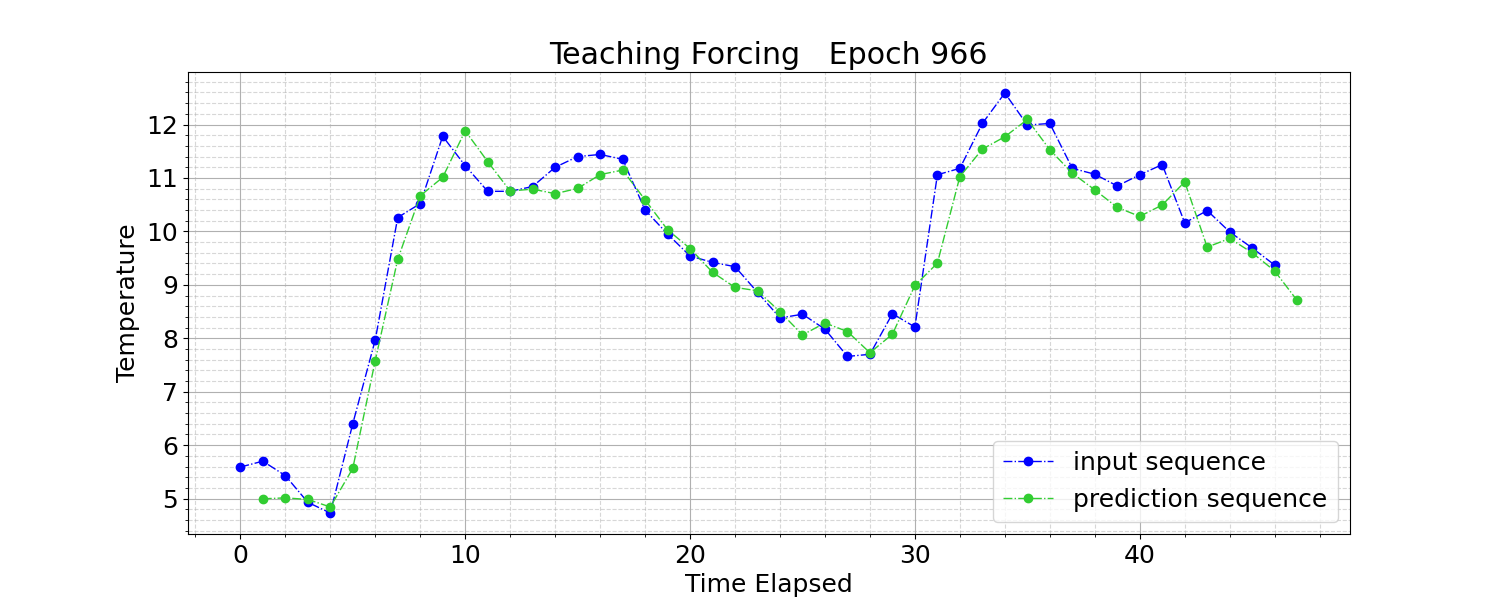 Teaching Forcing   Epoch 966
Temperature
12
11
10
9
8
7
6
5
0 10 20 30 40
Time Elapsed
input sequence
prediction sequence